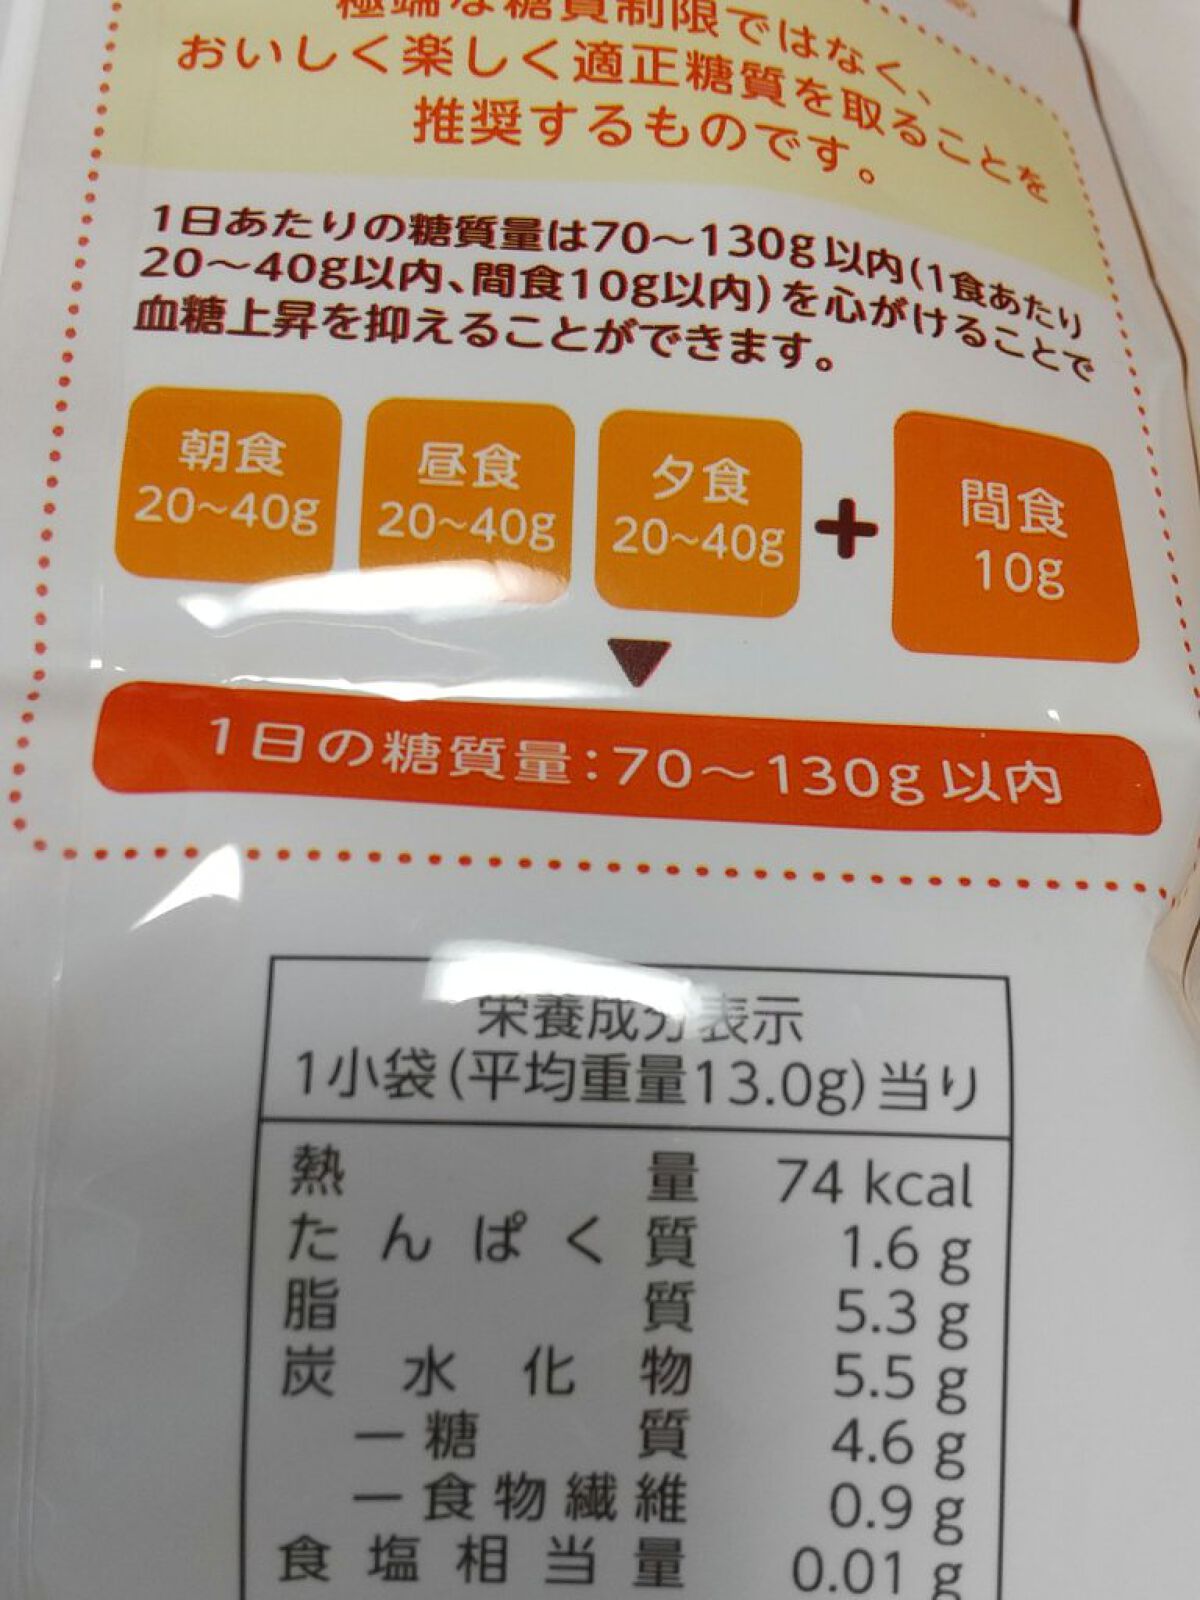 極端な糖質制限ではなく、
おいしく楽しく適正糖質を取ることを
推奨するものです。
1日あたりの糖質量は70～130g以内(1食あたり
20～40g以内、間食10g以内)を心がけることで
血糖上昇を抑えることができます。
朝食
20~40g
昼食
20~40g
夕食
20~40g
+
間食
10g
1日の糖質量:70～130g以内
栄養成分表示
1小袋(平均重量13.0g)当り
熱量 74 kcal
たんぱく質 1.6 g
脂質 5.3 g
炭水化物 5.5 g
ー糖質 4.6 g
ー食物繊維 0.9 g
食塩相当量 0.01 g